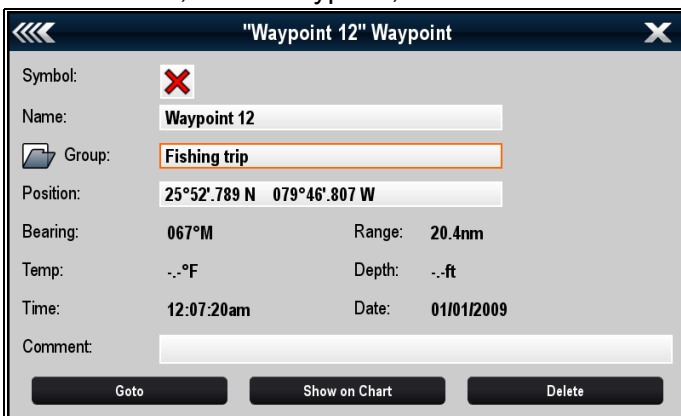 "Waypoint 12" Waypoint
Symbol:
Name: Waypoint 12
Group: Fishing trip
Position: 25°52'.789 N 079°46'.807 W
Bearing: 067°M Range: 20.4nm
Temp: -.-°F Depth: -.-ft
Time: 12:07:20am Date: 01/01/2009
Comment:
Goto Show on Chart Delete